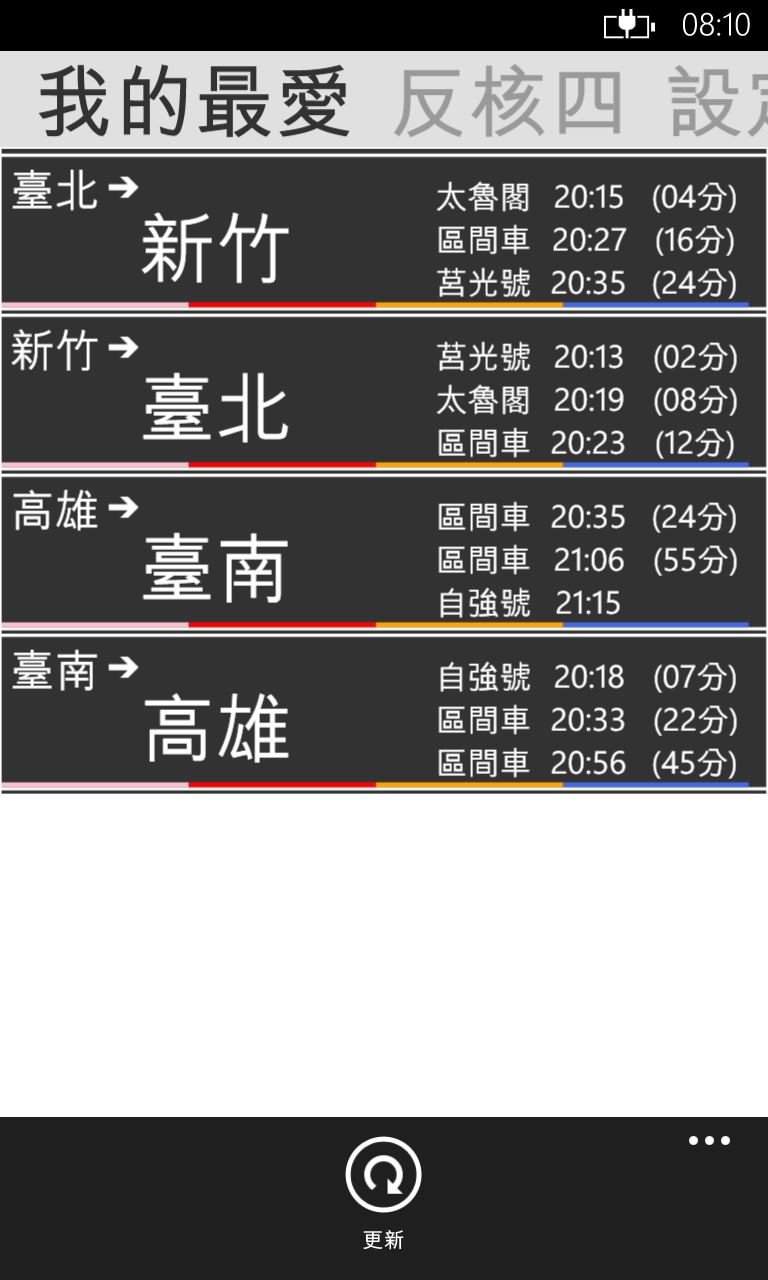 08:10
我的最愛 反核四 設定
臺北➔
新竹
太魯閣 20:15 (04分)
區間車 20:27 (16分)
莒光號 20:35 (24分)
新竹➔
臺北
莒光號 20:13 (02分)
太魯閣 20:19 (08分)
區間車 20:23 (12分)
高雄➔
臺南
區間車 20:35 (24分)
區間車 21:06 (55分)
自強號 21:15
臺南➔
高雄
自強號 20:18 (07分)
區間車 20:33 (22分)
區間車 20:56 (45分)
更新